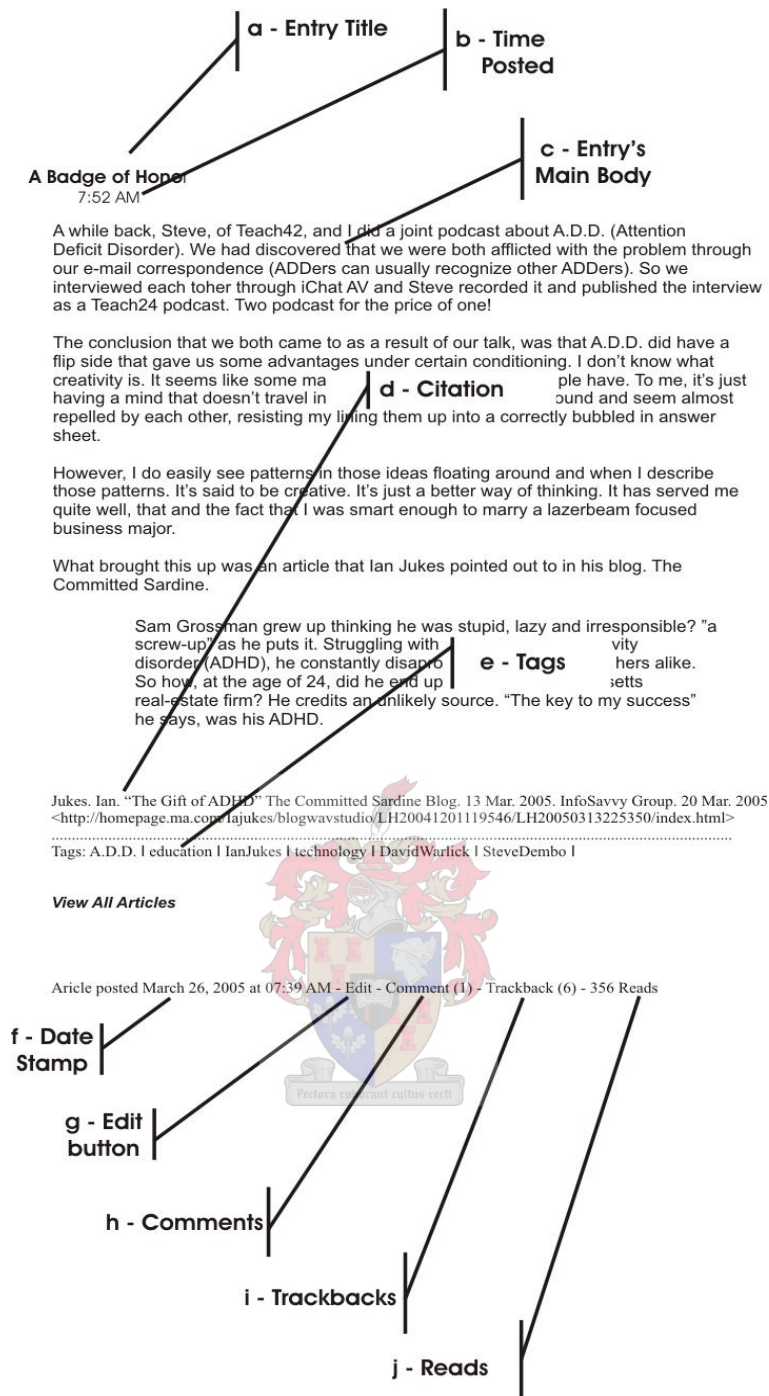 a - Entry Title
b - Time
Posted
c - Entry's
Main Body
A Badge of Honor
7:52 AM
A while back, Steve, of Teach42, and I did a joint podcast about A.D.D. (Attention
Deficit Disorder). We had discovered that we were both afflicted with the problem through
our e-mail correspondence (ADDers can usually recognize other ADDers). So we
interviewed each toher through iChat AV and Steve recorded it and published the interview
as a Teach24 podcast. Two podcast for the price of one!
The conclusion that we both came to as a result of our talk, was that A.D.D. did have a
flip side that gave us some advantages under certain conditioning. I don't know what
creativity is. It seems like some ma
d - Citation
ple have. To me, it's just
having a mind that doesn't travel in
ound and seem almost
repelled by each other, resisting my lining them up into a correctly bubbled in answer
sheet.
However, I do easily see patterns in those ideas floating around and when I describe
those patterns. It's said to be creative. It's just a better way of thinking. It has served me
quite well, that and the fact that I was smart enough to marry a lazerbeam focused
business major.
What brought this up was an article that Ian Jukes pointed out to in his blog. The
Committed Sardine.
Sam Grossman grew up thinking he was stupid, lazy and irresponsible? "a
screw-up" as he puts it. Struggling with
vity
disorder (ADHD), he constantly disapro
e - Tags
hers alike.
So how, at the age of 24, did he end up
setts
real-estate firm? He credits an unlikely source. "The key to my success"
he says, was his ADHD.
Jukes. Ian. "The Gift of ADHD" The Committed Sardine Blog. 13 Mar. 2005. InfoSavvy Group. 20 Mar. 2005
<http://homepage.ma.com/iajukes/blogwavstudio/LH20041201119546/LH20050313225350/index.html>
Tags: A.D.D. I education I IanJukes I technology I DavidWarlick I SteveDembo I
View All Articles
Aricle posted March 26, 2005 at 07:39 AM - Edit - Comment (1) - Trackback (6) - 356 Reads
f - Date
Stamp
Pectora roborant cultus recti
g - Edit
button
h - Comments
i - Trackbacks
j - Reads